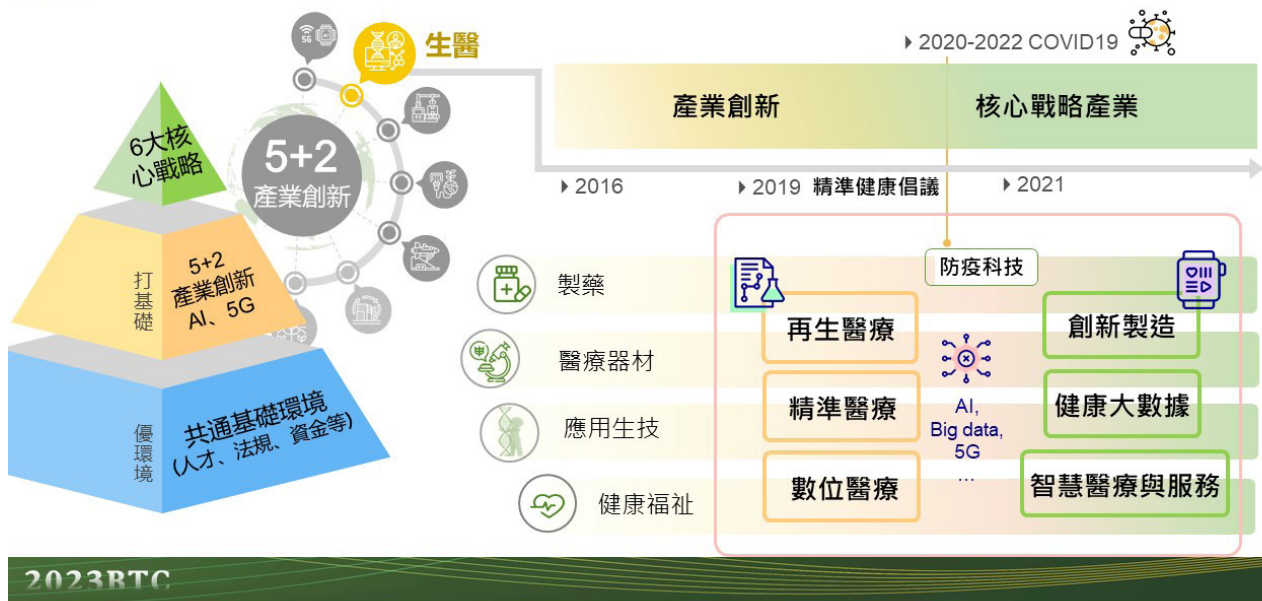 5G
生醫
2020-2022 COVID19
產業創新
核心戰略產業
6大核
心戰略
5+2
產業創新
2016
2019 精準健康倡議
2021
打基礎
5+2
產業創新
AI、5G
防疫科技
製藥
再生醫療
創新製造
醫療器材
精準醫療
AI,
Big data,
5G
...
健康大數據
優環境
共通基礎環境
(人才、法規、資金等)
應用生技
數位醫療
智慧醫療與服務
健康福祉
2023BTC